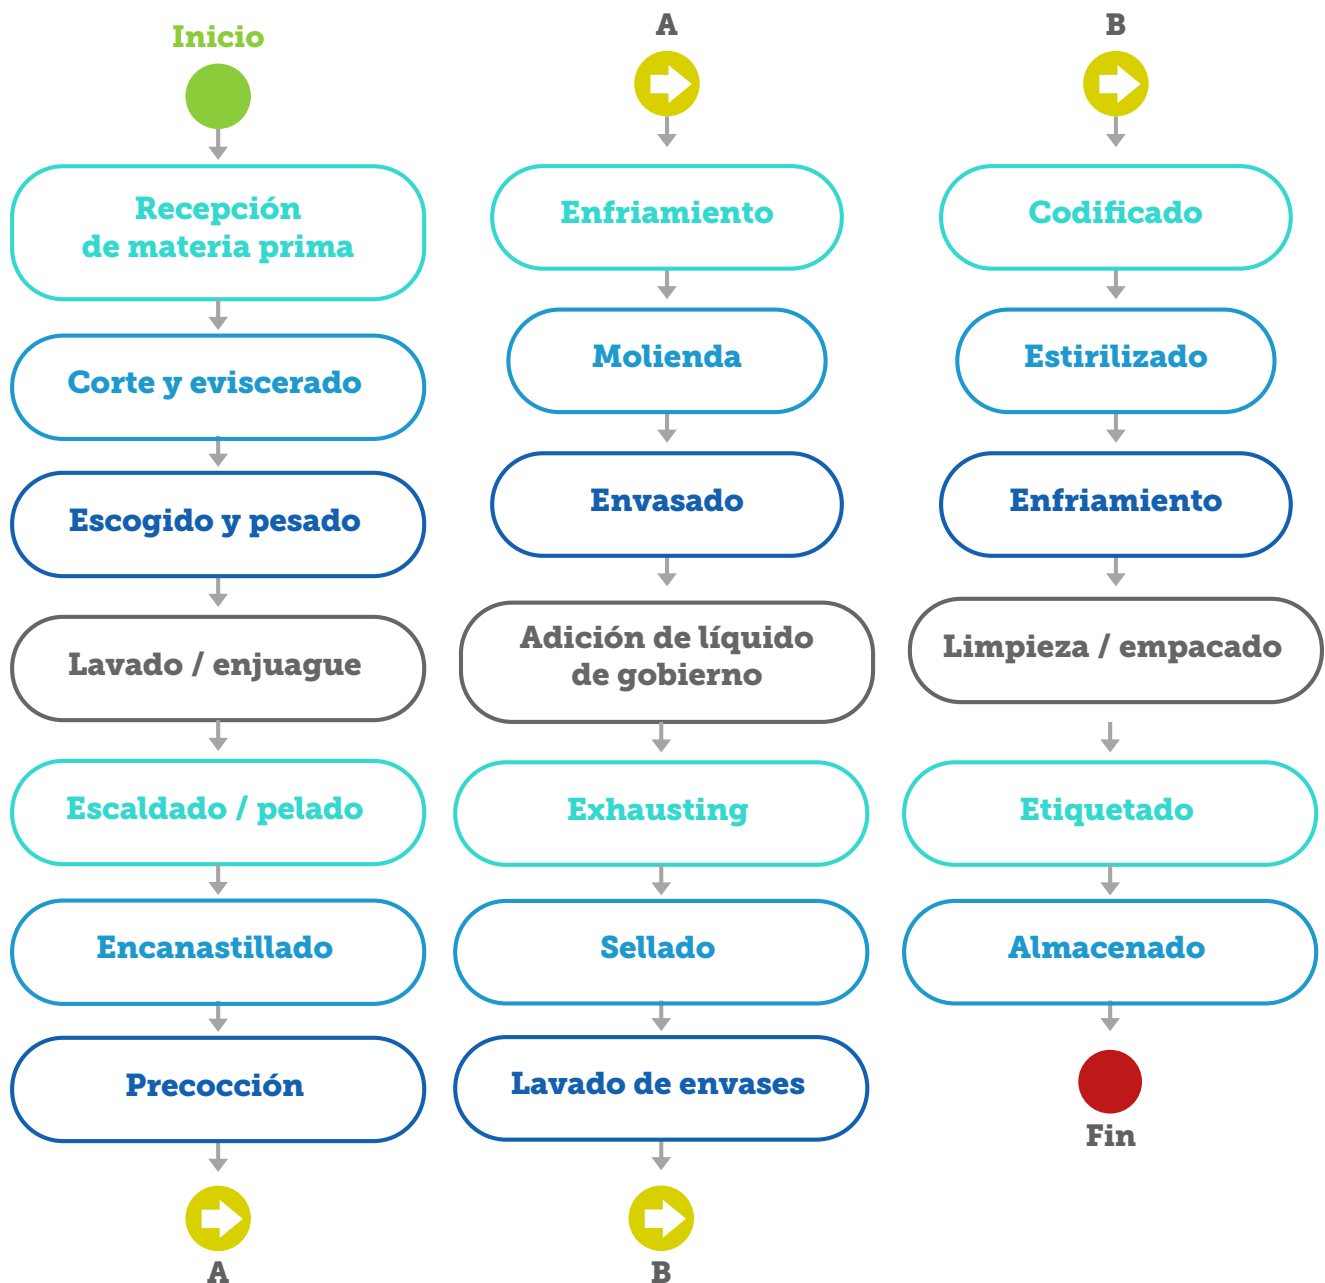 Inicio
Recepción
de materia prima
Corte y eviscerado
Escogido y pesado
Lavado / enjuague
Escaldado / pelado
Encanastillado
Precocción
A
A
Enfriamiento
Molienda
Envasado
Adición de líquido
de gobierno
Exhausting
Sellado
Lavado de envases
B
B
Codificado
Estirilizado
Enfriamiento
Limpieza / empacado
Etiquetado
Almacenado
Fin